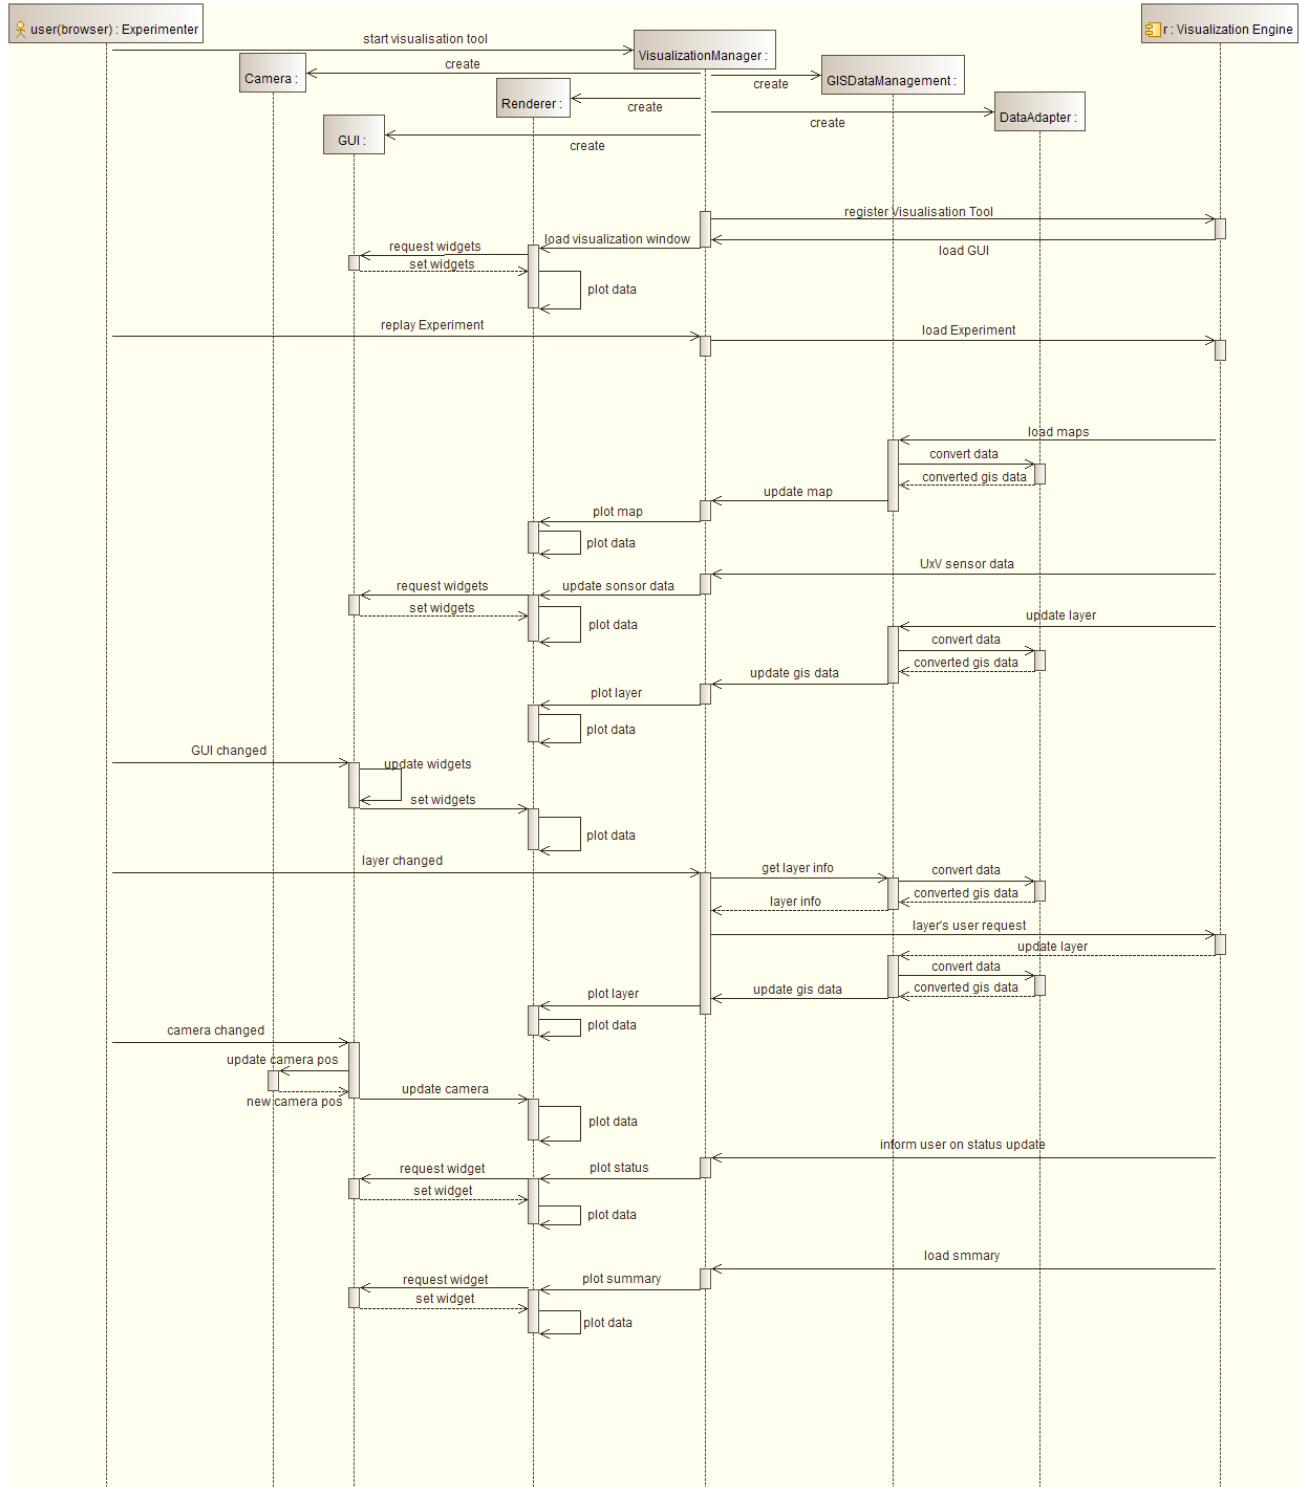 user(browser) : Experimenter
r : Visualization Engine
start visualisation tool
VisualizationManager :
create
Camera :
GISDataManagement :
create
Renderer :
create
DataAdapter :
create
GUI :
create
register Visualisation Tool
load visualization window
request widgets
load GUI
set widgets
plot data
replay Experiment
load Experiment
load maps
convert data
converted gis data
update map
plot map
plot data
UxV sensor data
request widgets
update sonsor data
set widgets
plot data
update layer
convert data
converted gis data
update gis data
plot layer
plot data
GUI changed
update widgets
set widgets
plot data
layer changed
get layer info
convert data
converted gis data
layer info
layer's user request
update layer
convert data
converted gis data
update gis data
plot layer
plot data
camera changed
update camera pos
update camera
new camera pos
plot data
inform user on status update
request widget
plot status
set widget
plot data
load smmary
request widget
plot summary
set widget
plot data